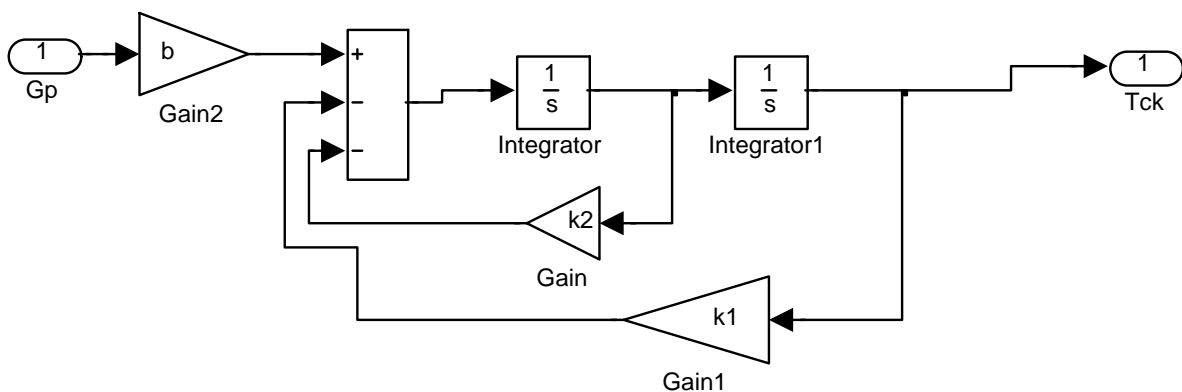 1
Gp
b
Gain2
+
−
−
1
s
Integrator
1
s
Integrator1
1
Tck
k2
Gain
k1
Gain1